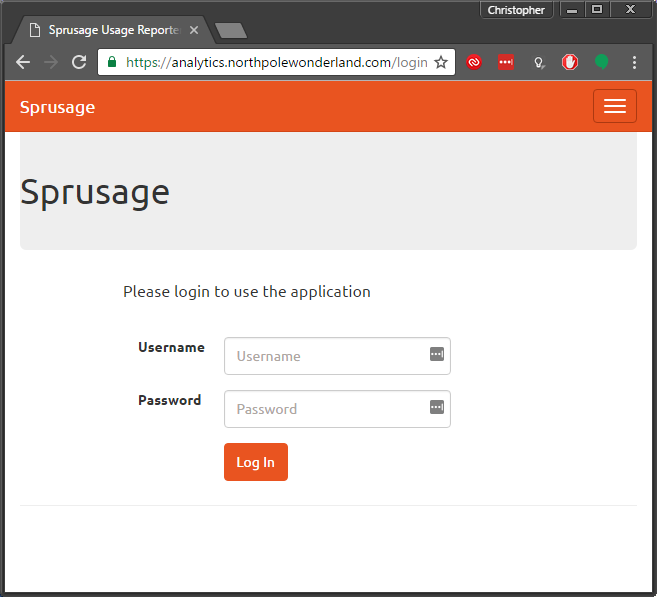 Christopher
Sprusage Usage Reporte
https://analytics.northpolewonderland.com/login
Sprusage
Sprusage
Please login to use the application
Username
Username
Password
Password
Log In